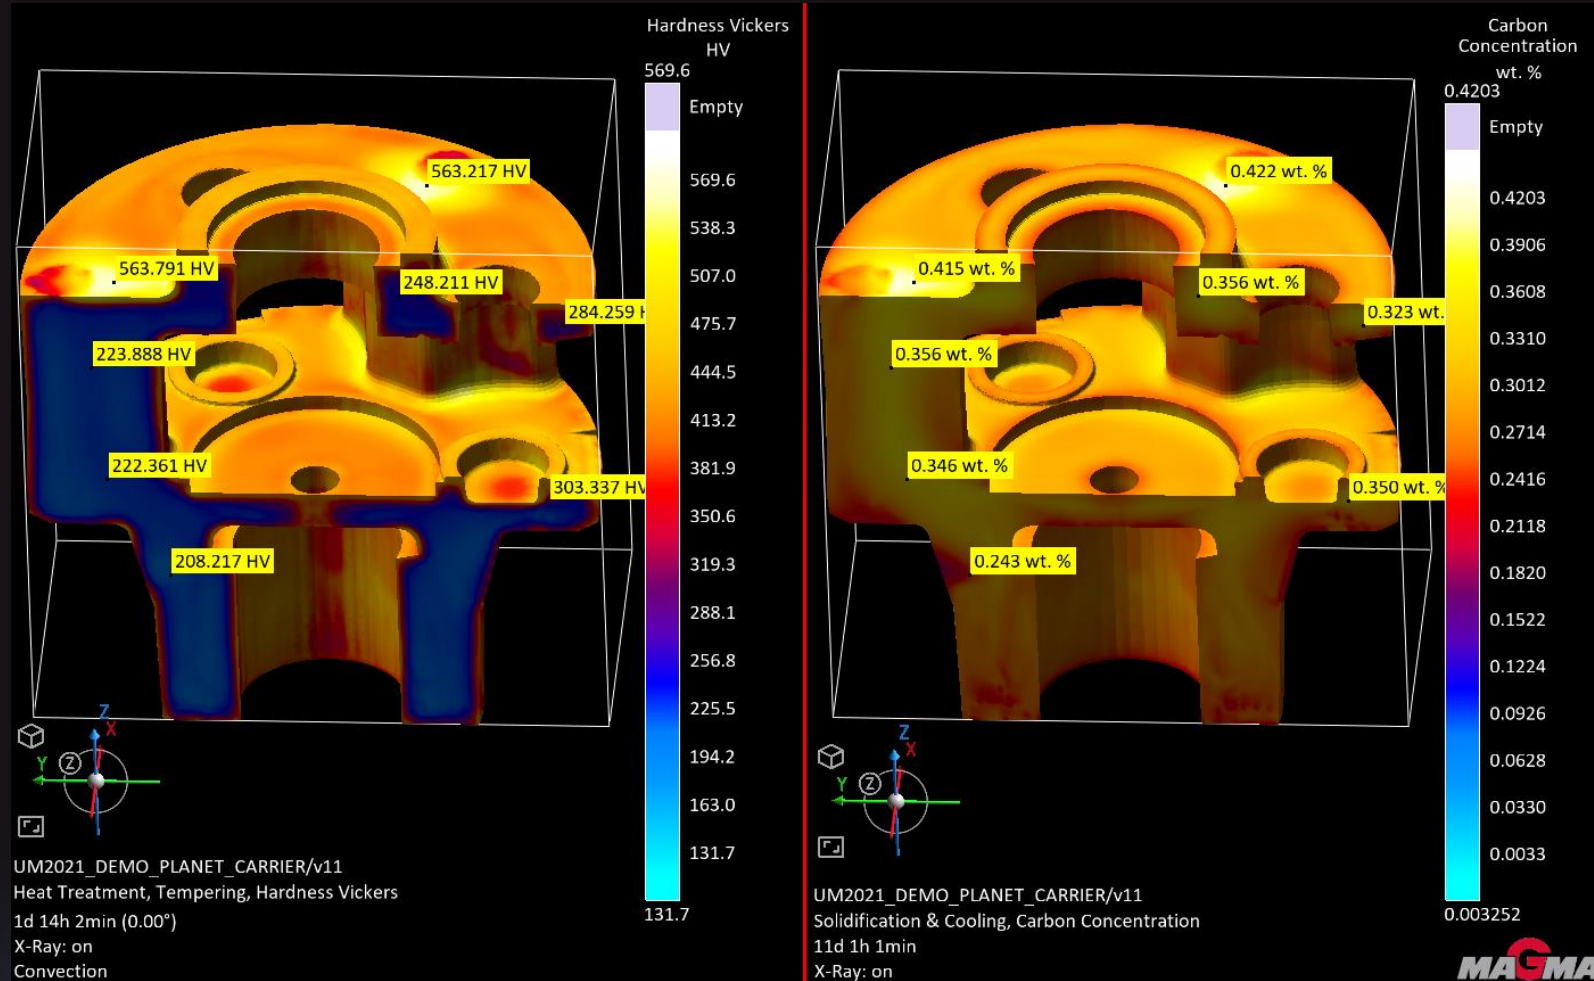 Hardness Vickers
HV
569.6
Empty
569.6
538.3
507.0
475.7
444.5
413.2
381.9
350.6
319.3
288.1
256.8
225.5
194.2
163.0
131.7
131.7
563.217 HV
563.791 HV
248.211 HV
284.259 H
223.888 HV
222.361 HV
303.337 HV
208.217 HV
Z
X
Y
Z
UM2021_DEMO_PLANET_CARRIER/v11
Heat Treatment, Tempering, Hardness Vickers
1d 14h 2min (0.00°)
X-Ray: on
Convection
Carbon
Concentration
wt. %
0.4203
Empty
0.4203
0.3906
0.3608
0.3310
0.3012
0.2714
0.2416
0.2118
0.1820
0.1522
0.1224
0.0926
0.0628
0.0330
0.0033
0.003252
0.422 wt. %
0.415 wt. %
0.356 wt. %
0.323 wt.
0.356 wt. %
0.346 wt. %
0.350 wt. %
0.243 wt. %
Z
X
Y
Z
UM2021_DEMO_PLANET_CARRIER/v11
Solidification & Cooling, Carbon Concentration
11d 1h 1min
X-Ray: on
MAGMA